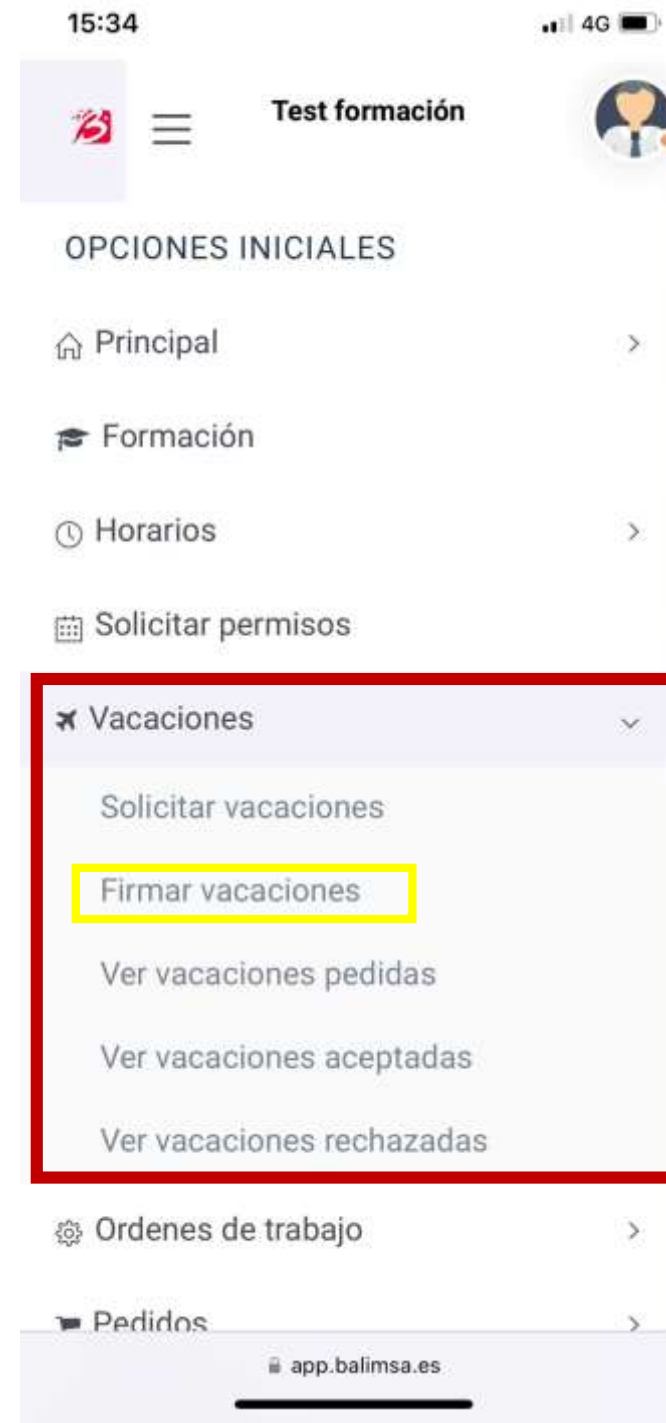 15:34 4G
Test formación
OPCIONES INICIALES
Principal
Formación
Horarios
Solicitar permisos
Vacaciones
Solicitar vacaciones
Firmar vacaciones
Ver vacaciones pedidas
Ver vacaciones aceptadas
Ver vacaciones rechazadas
Ordenes de trabajo
Pedidos
app.balimsa.es